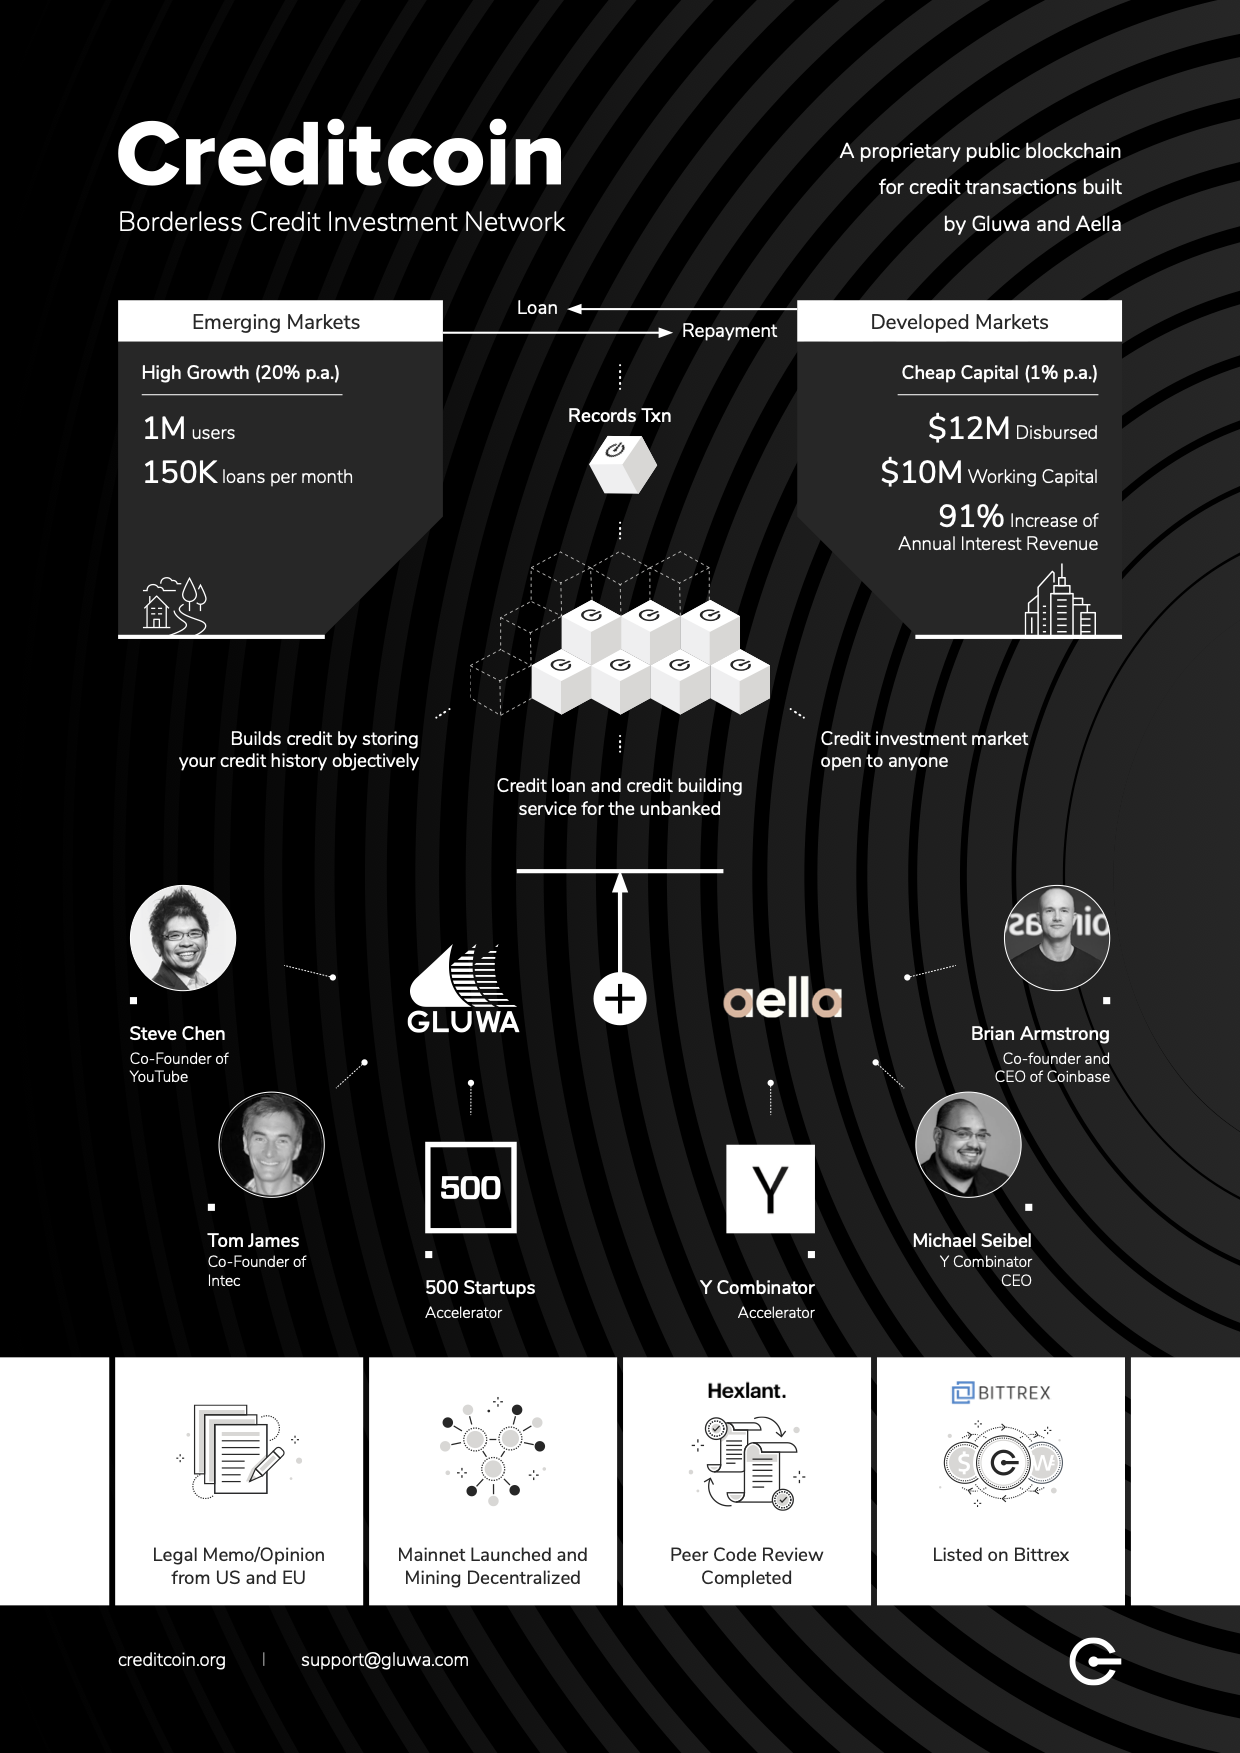 Creditcoin
Borderless Credit Investment Network
A proprietary public blockchain
for credit transactions built
by Gluwa and Aella
Emerging Markets
High Growth (20% p.a.)
1M users
150K loans per month
Loan
Repayment
Records Txn
Developed Markets
Cheap Capital (1% p.a.)
$12M Disbursed
$10M Working Capital
91% Increase of
Annual Interest Revenue
Builds credit by storing
your credit history objectively
Credit loan and credit building
service for the unbanked
Credit investment market
open to anyone
Steve Chen
Co-Founder of
YouTube
Tom James
Co-Founder of
Intec
GLUWA
500
500 Startups
Accelerator
aella
Y
Y Combinator
Accelerator
Brian Armstrong
Co-founder and
CEO of Coinbase
Michael Seibel
Y Combinator
CEO
Legal Memo/Opinion
from US and EU
Mainnet Launched and
Mining Decentralized
Hexlant.
Peer Code Review
Completed
BITTREX
$
₩
Listed on Bittrex
creditcoin.org | support@gluwa.com